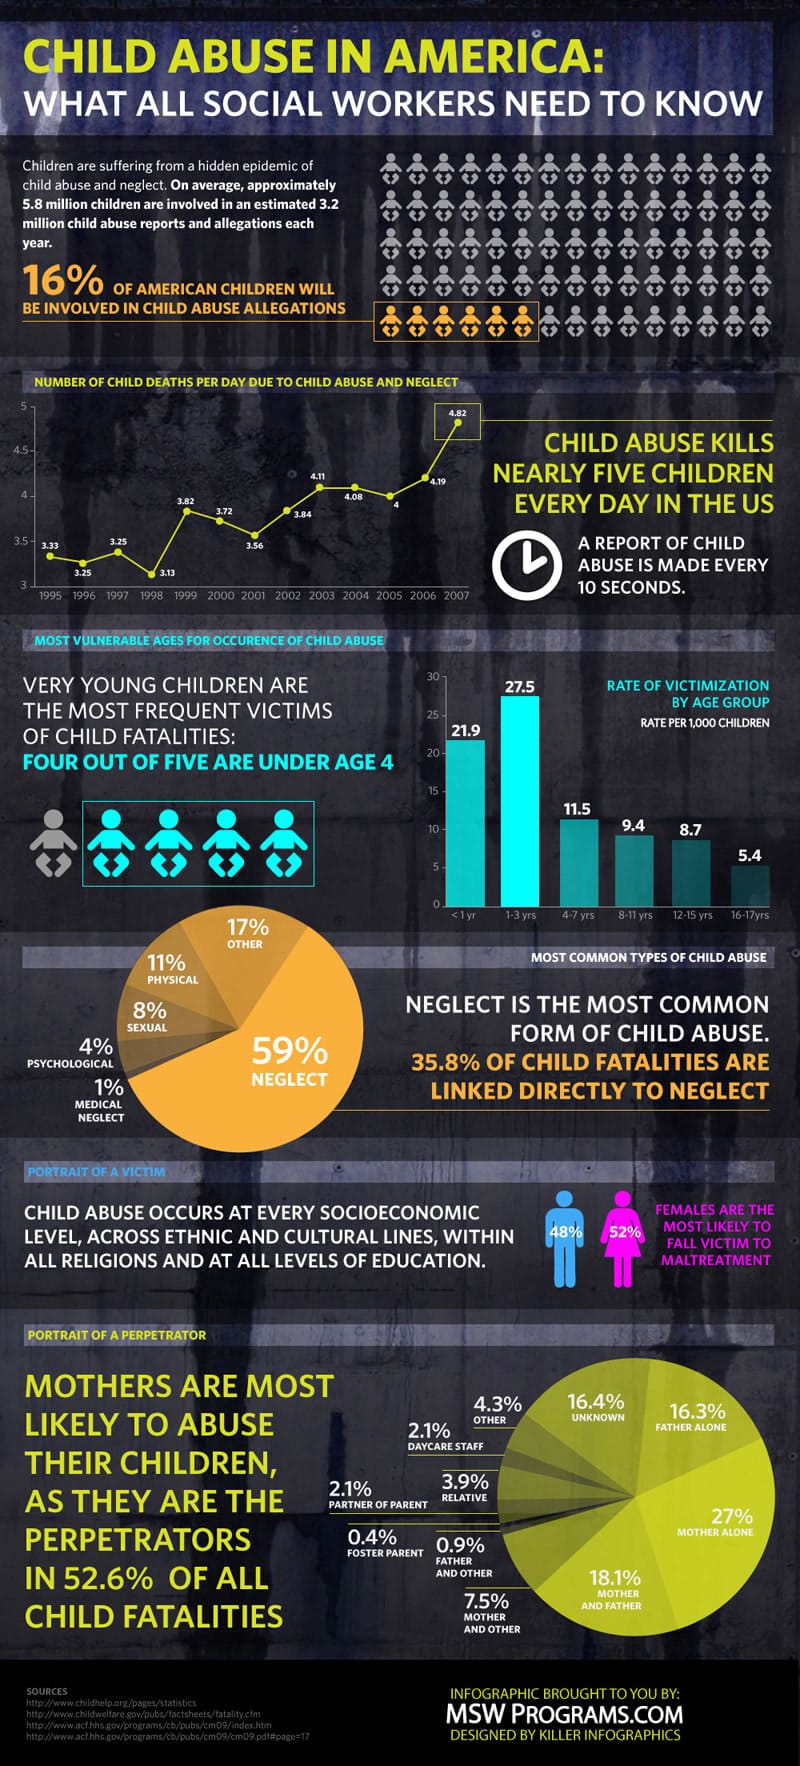 CHILD ABUSE IN AMERICA:
WHAT ALL SOCIAL WORKERS NEED TO KNOW
Children are suffering from a hidden epidemic of
child abuse and neglect. On average, approximately
5.8 million children are involved in an estimated 3.2
million child abuse reports and allegations each
year.
16% OF AMERICAN CHILDREN WILL
BE INVOLVED IN CHILD ABUSE ALLEGATIONS
NUMBER OF CHILD DEATHS PER DAY DUE TO CHILD ABUSE AND NEGLECT
5
4.5
4
3.5
3
3.33
3.25
3.25
3.13
3.82
3.72
3.56
3.84
4.11
4.08
4
4.19
4.82
1995 1996 1997 1998 1999 2000 2001 2002 2003 2004 2005 2006 2007
CHILD ABUSE KILLS
NEARLY FIVE CHILDREN
EVERY DAY IN THE US
A REPORT OF CHILD
ABUSE IS MADE EVERY
10 SECONDS.
MOST VULNERABLE AGES FOR OCCURENCE OF CHILD ABUSE
VERY YOUNG CHILDREN ARE
THE MOST FREQUENT VICTIMS
OF CHILD FATALITIES:
FOUR OUT OF FIVE ARE UNDER AGE 4
RATE OF VICTIMIZATION
BY AGE GROUP
RATE PER 1,000 CHILDREN
30
25
20
15
10
5
0
21.9
27.5
11.5
9.4
8.7
5.4
< 1 yr 1-3 yrs 4-7 yrs 8-11 yrs 12-15 yrs 16-17yrs
17%
OTHER
11%
PHYSICAL
8%
SEXUAL
4%
PSYCHOLOGICAL
1%
MEDICAL
NEGLECT
59%
NEGLECT
MOST COMMON TYPES OF CHILD ABUSE
NEGLECT IS THE MOST COMMON
FORM OF CHILD ABUSE.
35.8% OF CHILD FATALITIES ARE
LINKED DIRECTLY TO NEGLECT
PORTRAIT OF A VICTIM
CHILD ABUSE OCCURS AT EVERY SOCIOECONOMIC
LEVEL, ACROSS ETHNIC AND CULTURAL LINES, WITHIN
ALL RELIGIONS AND AT ALL LEVELS OF EDUCATION.
48%
52%
FEMALES ARE THE
MOST LIKELY TO
FALL VICTIM TO
MALTREATMENT
PORTRAIT OF A PERPETRATOR
MOTHERS ARE MOST
LIKELY TO ABUSE
THEIR CHILDREN,
AS THEY ARE THE
PERPETRATORS
IN 52.6% OF ALL
CHILD FATALITIES
16.4%
UNKNOWN
16.3%
FATHER ALONE
4.3%
OTHER
2.1%
DAYCARE STAFF
3.9%
RELATIVE
2.1%
PARTNER OF PARENT
0.4%
FOSTER PARENT
0.9%
FATHER
AND OTHER
7.5%
MOTHER
AND OTHER
18.1%
MOTHER
AND FATHER
27%
MOTHER ALONE
SOURCES
http://www.childhelp.org/pages/statistics
http://www.childwelfare.gov/pubs/factsheets/fatality.cfm
http://www.acf.hhs.gov/programs/cb/pubs/cm09/index.htm
http://www.acf.hhs.gov/programs/cb/pubs/cm09/cm09.pdf#page=17
INFOGRAPHIC BROUGHT TO YOU BY:
MSW PROGRAMS.COM
DESIGNED BY KILLER INFOGRAPHICS